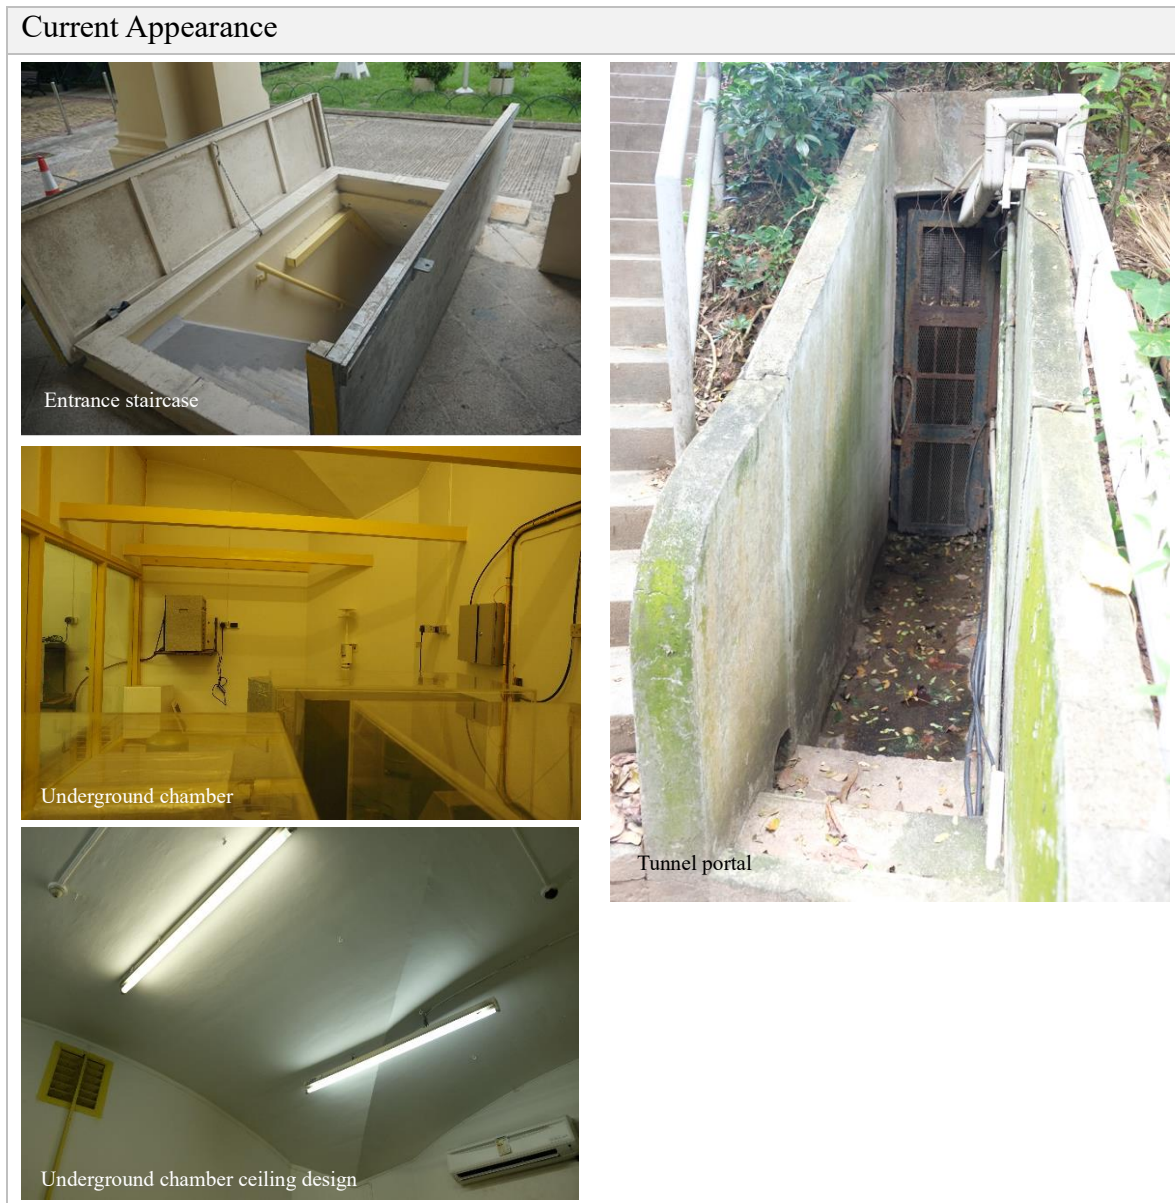 Current Appearance
Entrance staircase
Underground chamber
Underground chamber ceiling design
Tunnel portal